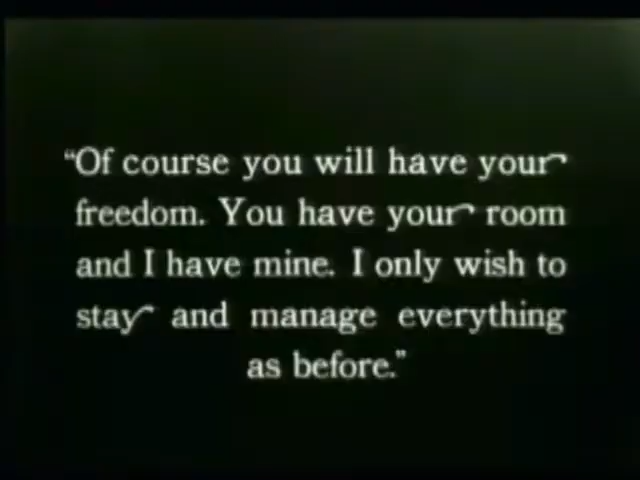 "Of course you will have your
freedom. You have your room
and I have mine. I only wish to
stay and manage everything
as before."